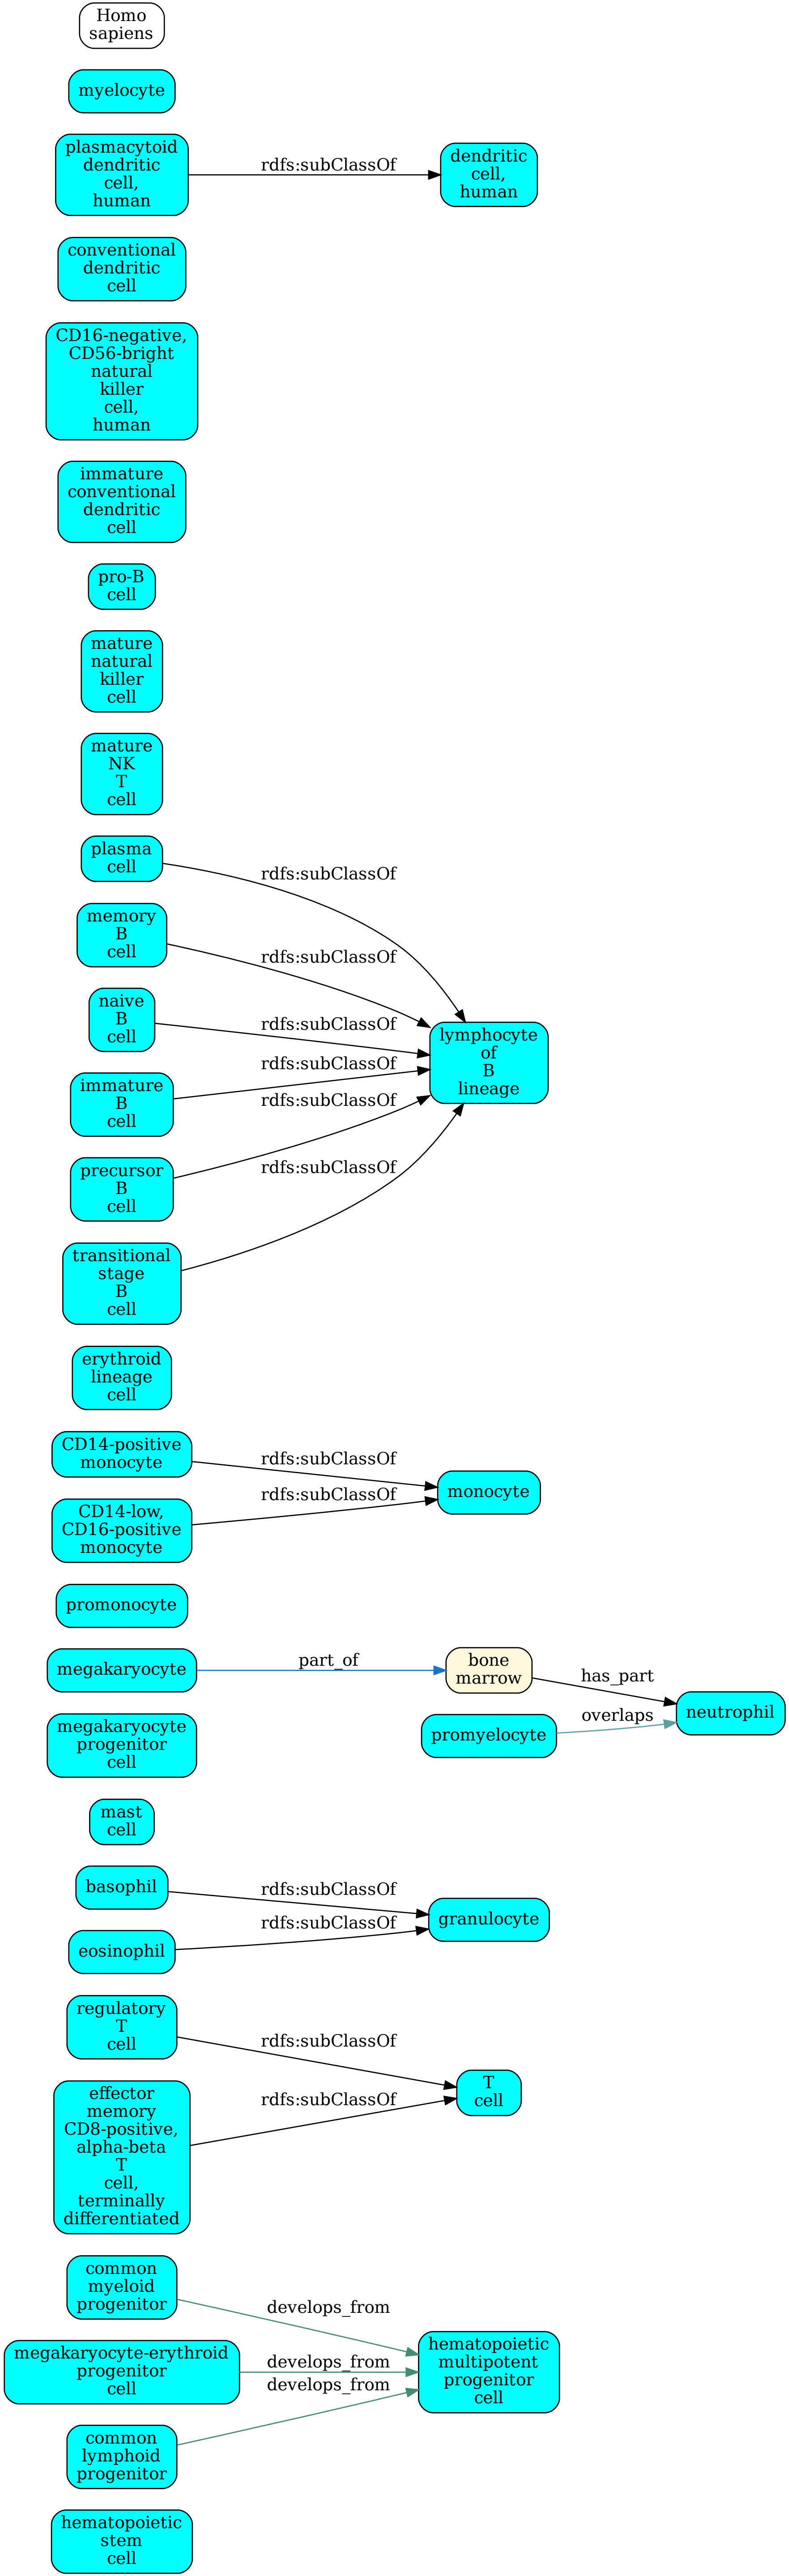 Homo
sapiens
myelocyte
plasmacytoid
dendritic
cell,
human
rdfs:subClassOf
dendritic
cell,
human
conventional
dendritic
cell
CD16-negative,
CD56-bright
natural
killer
cell,
human
immature
conventional
dendritic
cell
pro-B
cell
mature
natural
killer
cell
mature
NK
T
cell
plasma
cell
rdfs:subClassOf
memory
B
cell
rdfs:subClassOf
naive
B
cell
rdfs:subClassOf
immature
B
cell
rdfs:subClassOf
precursor
B
cell
rdfs:subClassOf
transitional
stage
B
cell
rdfs:subClassOf
lymphocyte
of
B
lineage
erythroid
lineage
cell
CD14-positive
monocyte
rdfs:subClassOf
CD14-low,
CD16-positive
monocyte
rdfs:subClassOf
monocyte
promonocyte
megakaryocyte
part_of
bone
marrow
has_part
promyelocyte
overlaps
neutrophil
megakaryocyte
progenitor
cell
mast
cell
basophil
rdfs:subClassOf
eosinophil
rdfs:subClassOf
granulocyte
regulatory
T
cell
rdfs:subClassOf
effector
memory
CD8-positive,
alpha-beta
T
cell,
terminally
differentiated
rdfs:subClassOf
T
cell
common
myeloid
progenitor
develops_from
megakaryocyte-erythroid
progenitor
cell
develops_from
common
lymphoid
progenitor
develops_from
hematopoietic
multipotent
progenitor
cell
hematopoietic
stem
cell